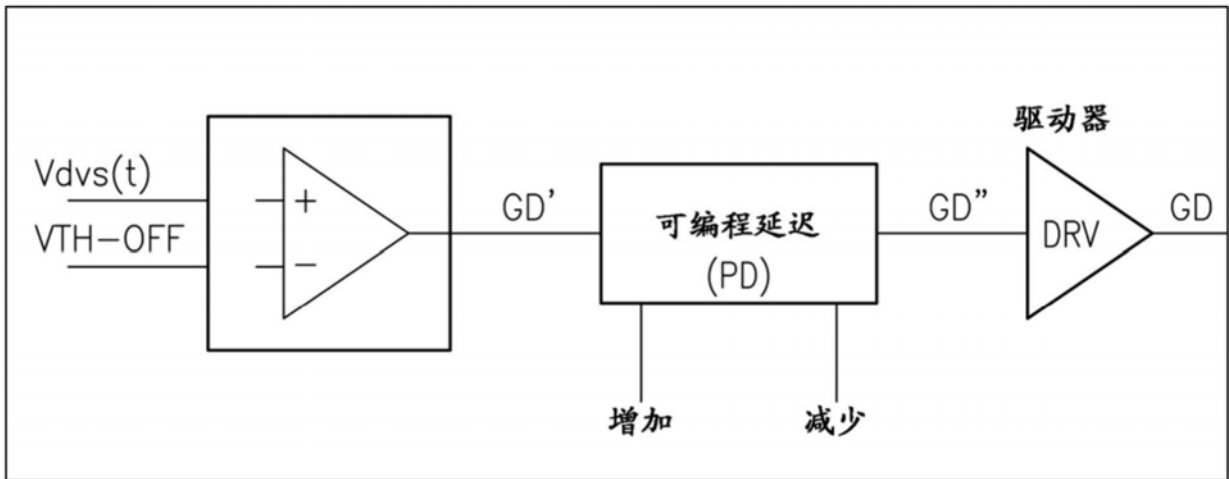 驱动器
Vdvs(t)
VTH-OFF
+
−
GD'
可编程延迟
(PD)
GD"
DRV
GD
增加
减少